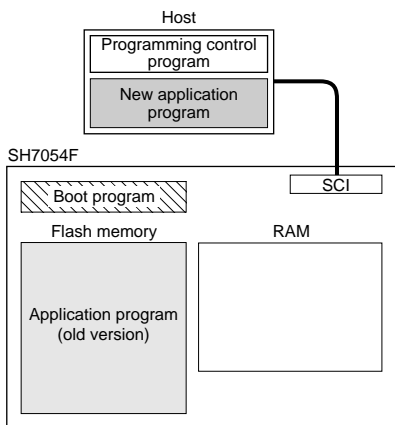 Host
Programming control
program
New application
program
SH7054F
SCI
Boot program
Flash memory
RAM
Application program
(old version)